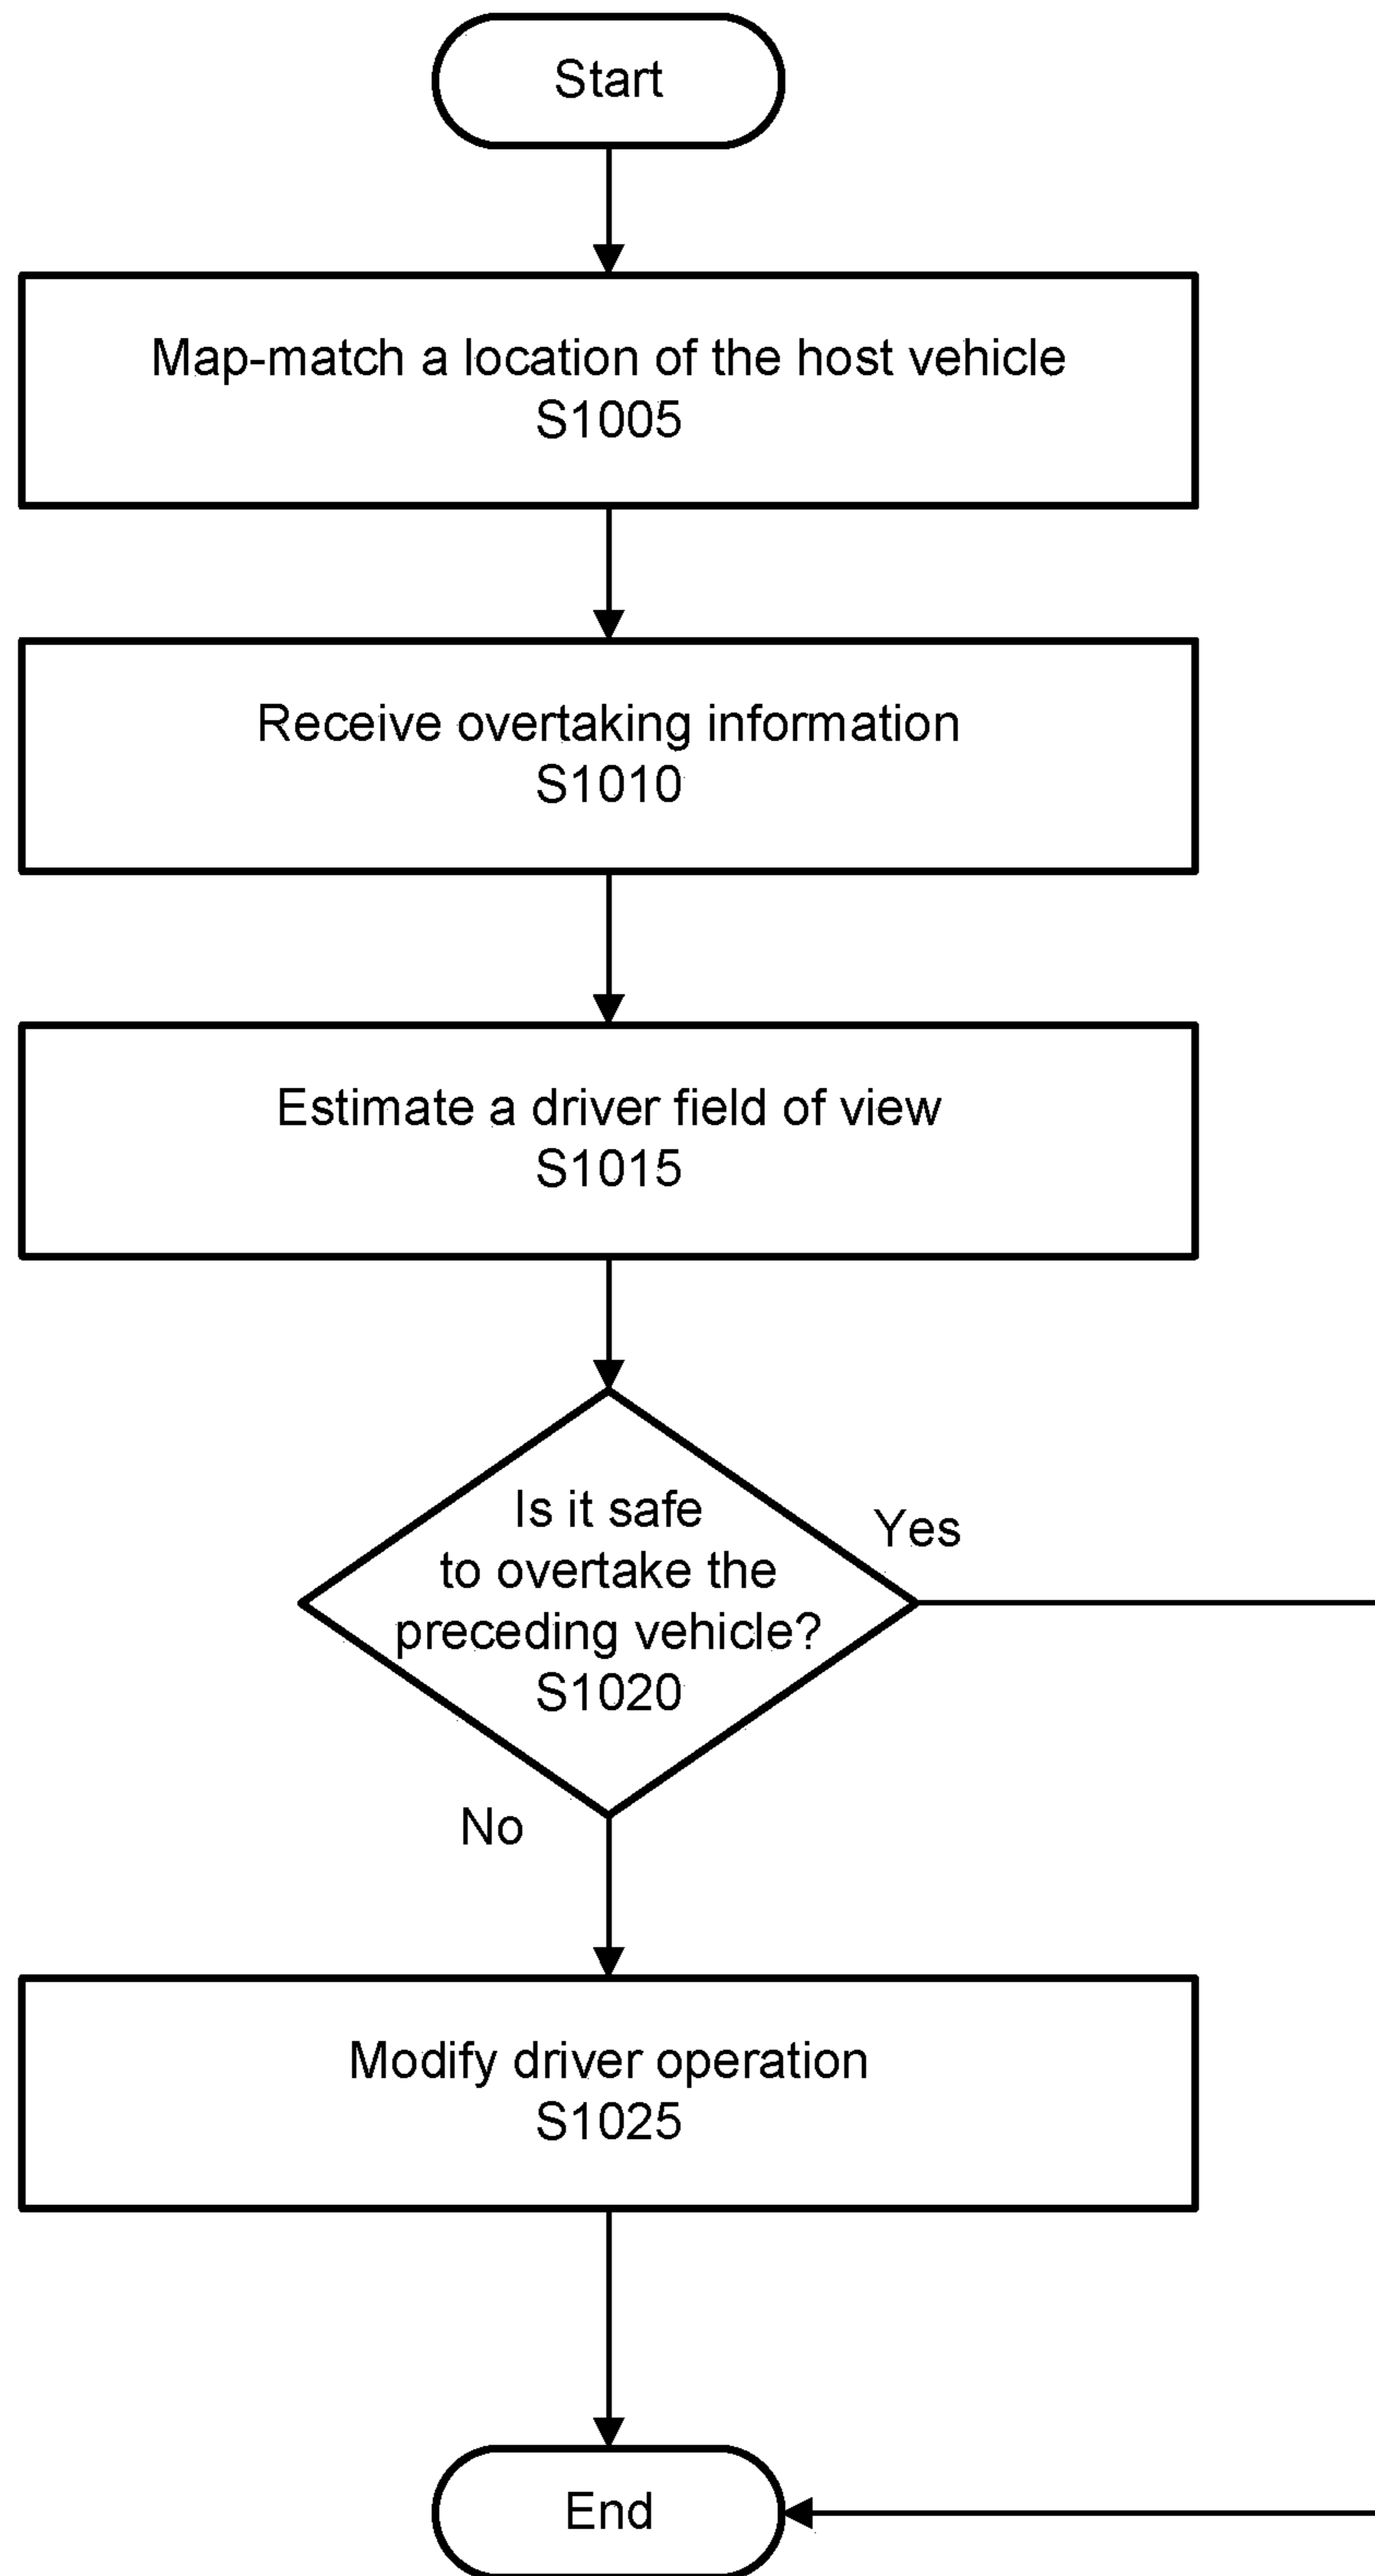 Start
Map-match a location of the host vehicle
S1005
Receive overtaking information
S1010
Estimate a driver field of view
S1015
Is it safe
to overtake the
preceding vehicle?
S1020
Yes
No
Modify driver operation
S1025
End